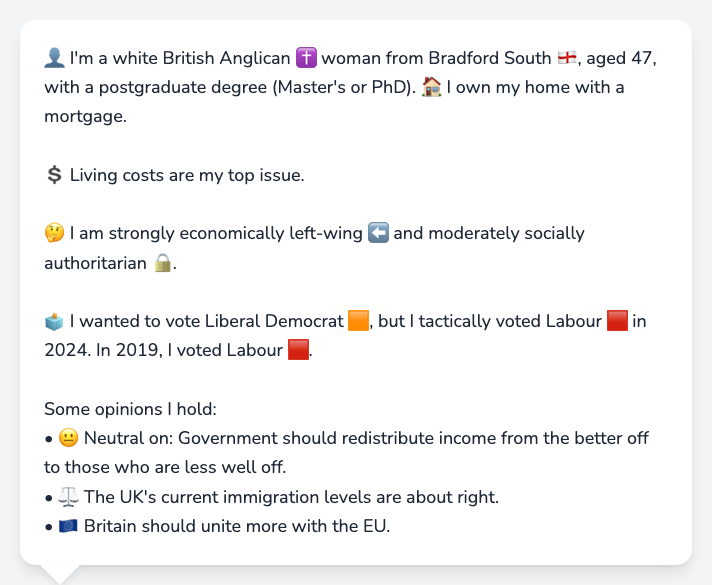 👤 I'm a white British Anglican ✝️ woman from Bradford South 🏴󠁧󠁢󠁥󠁮󠁧󠁿, aged 47,
with a postgraduate degree (Master's or PhD). 🏠 I own my home with a
mortgage.
💲 Living costs are my top issue.
🤔 I am strongly economically left-wing ⬅️ and moderately socially
authoritarian 🔒.
🗳️ I wanted to vote Liberal Democrat 🟧, but I tactically voted Labour 🟥 in
2024. In 2019, I voted Labour 🟥.
Some opinions I hold:
• 😐 Neutral on: Government should redistribute income from the better off
to those who are less well off.
• ⚖️ The UK's current immigration levels are about right.
• 🇪🇺 Britain should unite more with the EU.